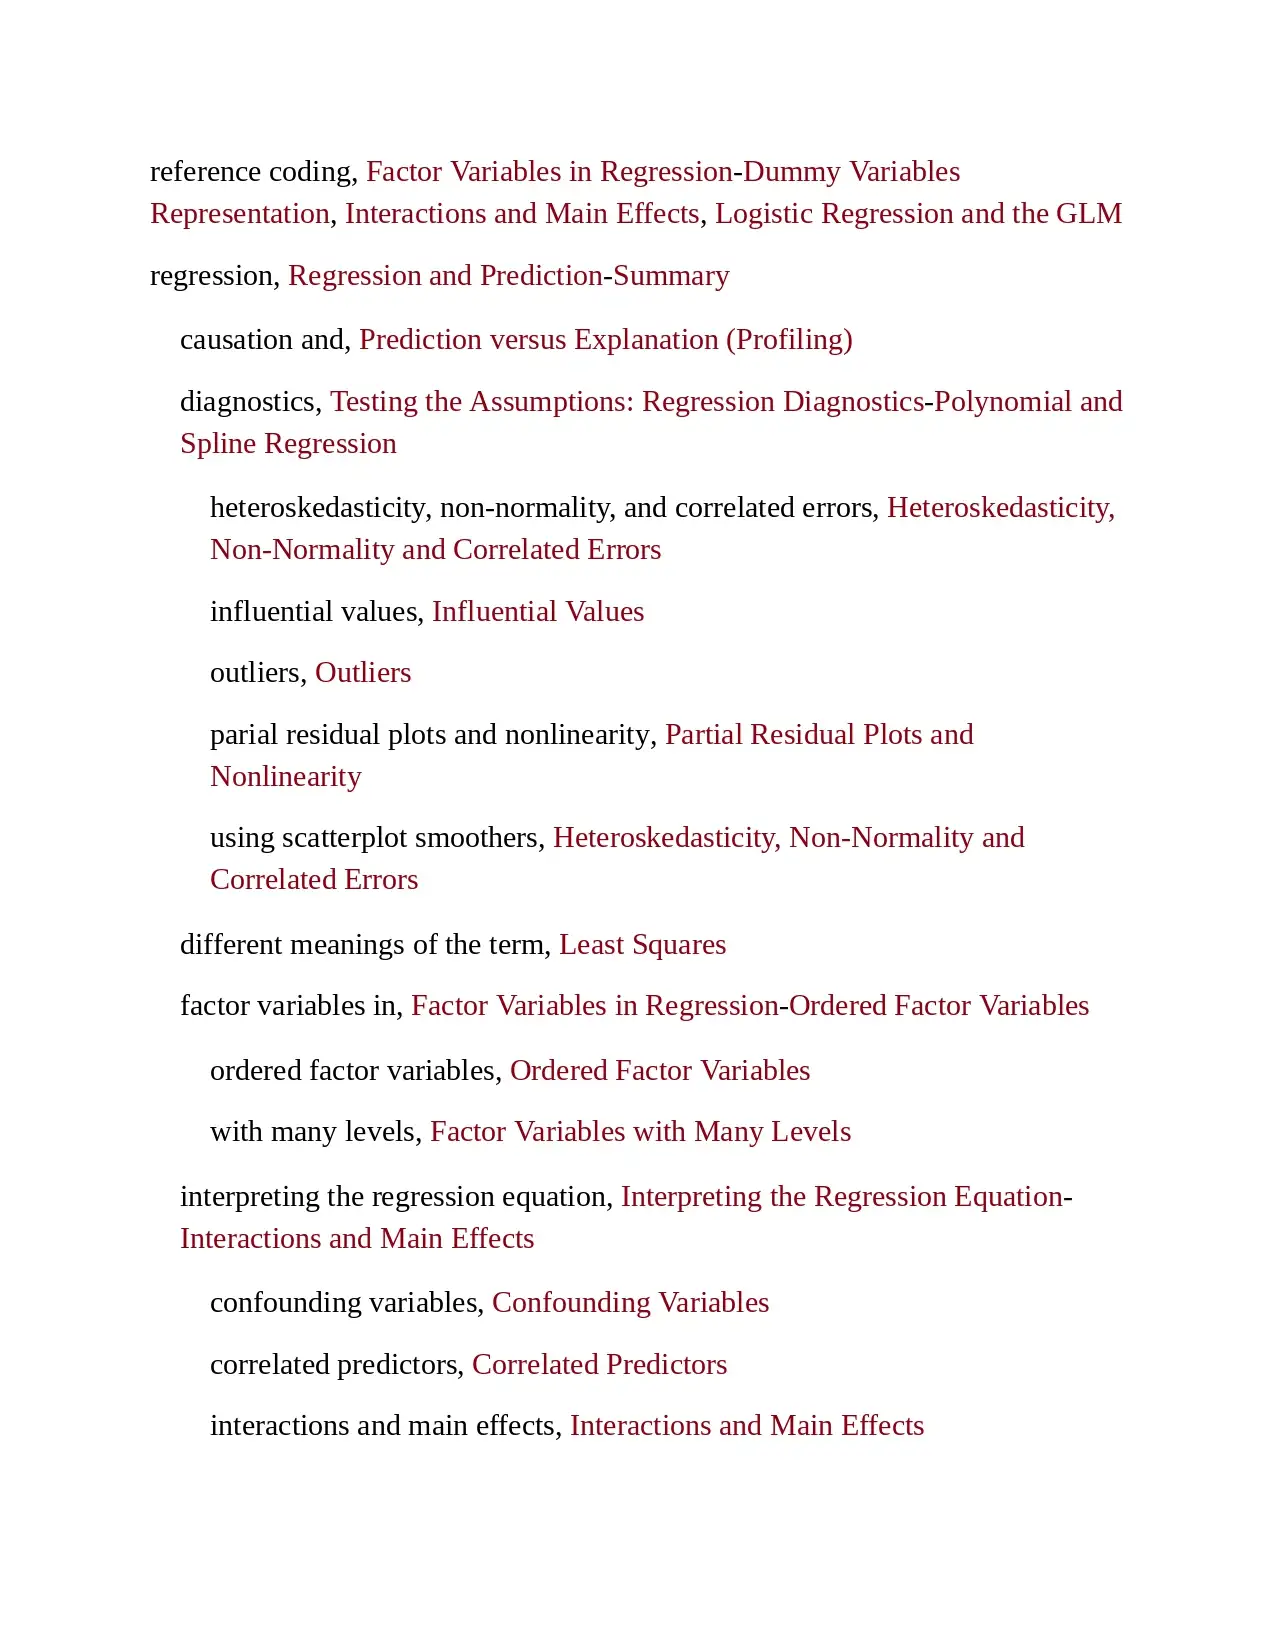 reference coding, Factor Variables in Regression-Dummy Variables
Representation, Interactions and Main Effects, Logistic Regression and the GLM
regression, Regression and Prediction-Summary
causation and, Prediction versus Explanation (Profiling)
diagnostics, Testing the Assumptions: Regression Diagnostics-Polynomial and
Spline Regression
heteroskedasticity, non-normality, and correlated errors, Heteroskedasticity,
Non-Normality and Correlated Errors
influential values, Influential Values
outliers, Outliers
parial residual plots and nonlinearity, Partial Residual Plots and
Nonlinearity
using scatterplot smoothers, Heteroskedasticity, Non-Normality and
Correlated Errors
different meanings of the term, Least Squares
factor variables in, Factor Variables in Regression-Ordered Factor Variables
ordered factor variables, Ordered Factor Variables
with many levels, Factor Variables with Many Levels
interpreting the regression equation, Interpreting the Regression Equation-
Interactions and Main Effects
confounding variables, Confounding Variables
correlated predictors, Correlated Predictors
interactions and main effects, Interactions and Main Effects